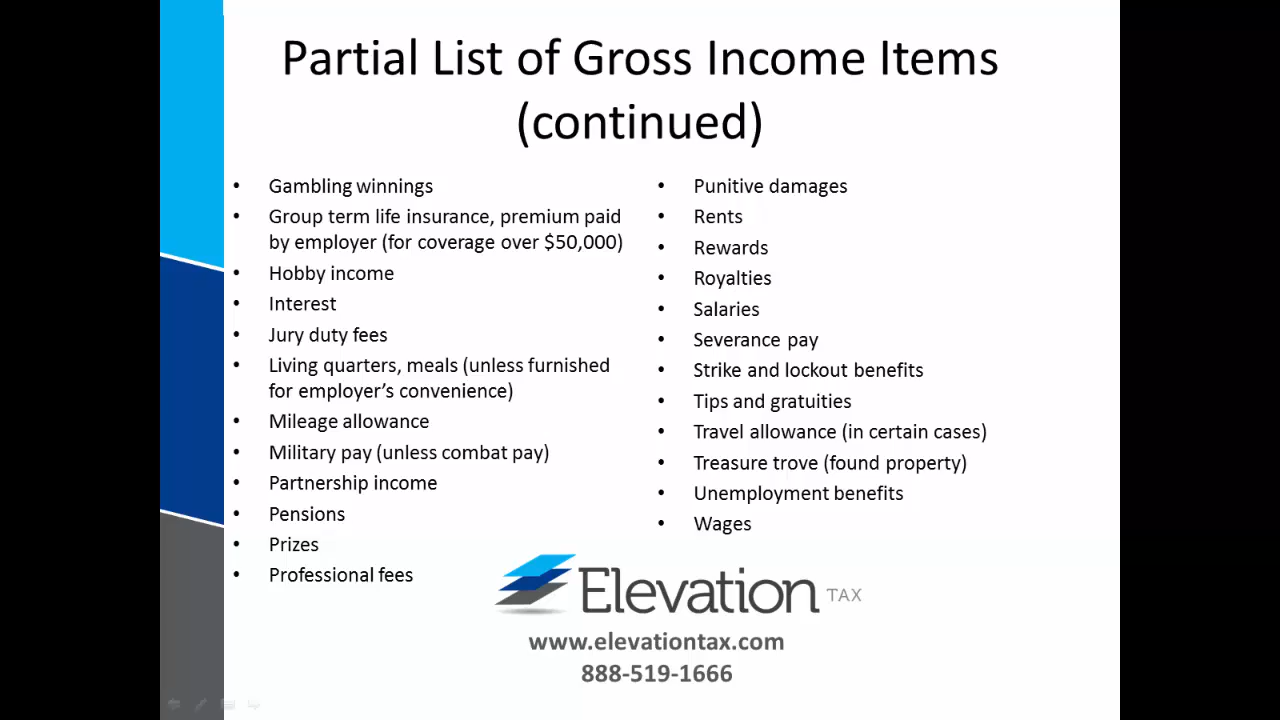 Partial List of Gross Income Items
(continued)
• Gambling winnings
• Group term life insurance, premium paid
by employer (for coverage over $50,000)
• Hobby income
• Interest
• Jury duty fees
• Living quarters, meals (unless furnished
for employer’s convenience)
• Mileage allowance
• Military pay (unless combat pay)
• Partnership income
• Pensions
• Prizes
• Professional fees
• Punitive damages
• Rents
• Rewards
• Royalties
• Salaries
• Severance pay
• Strike and lockout benefits
• Tips and gratuities
• Travel allowance (in certain cases)
• Treasure trove (found property)
• Unemployment benefits
• Wages
Elevation TAX
www.elevationtax.com
888-519-1666